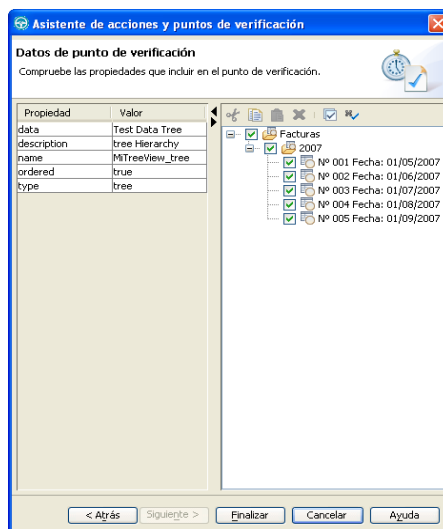 Asistente de acciones y puntos de verificación
Datos de punto de verificación
Compruebe las propiedades que incluir en el punto de verificación.
Propiedad Valor
data Test Data Tree
description tree Hierarchy
name MiTreeView_tree
ordered true
type tree
Facturas
2007
Nº 001 Fecha: 01/05/2007
Nº 002 Fecha: 01/06/2007
Nº 003 Fecha: 01/07/2007
Nº 004 Fecha: 01/08/2007
Nº 005 Fecha: 01/09/2007
< Atrás Siguiente > Finalizar Cancelar Ayuda